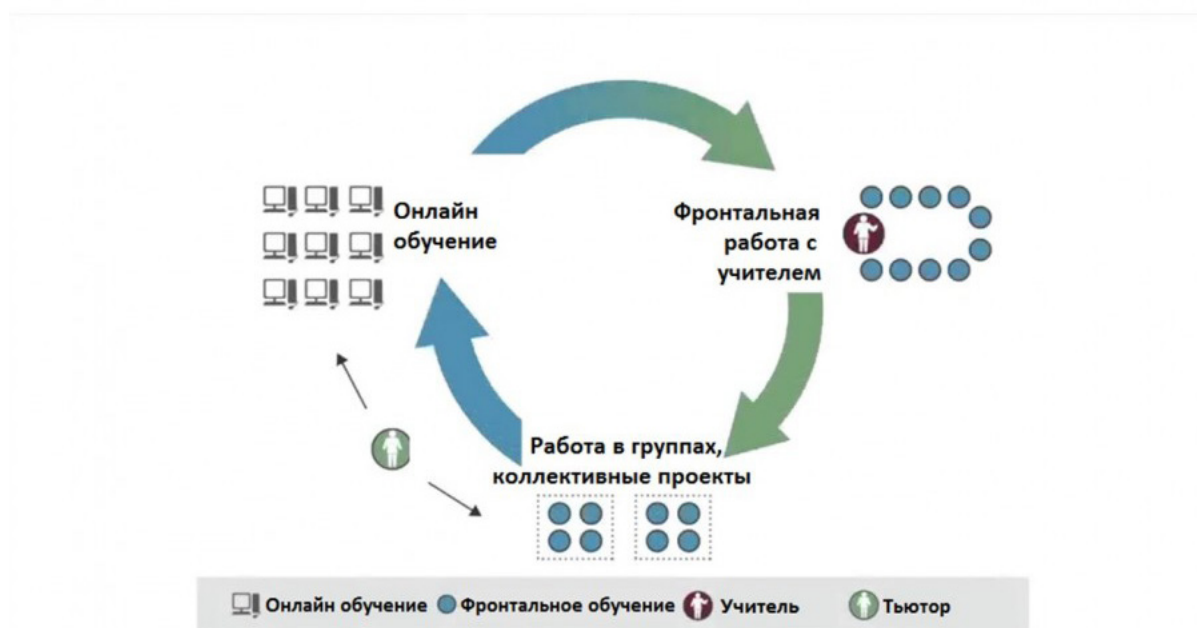 Онлайн
обучение
Фронтальная
работа с
учителем
Работа в группах,
коллективные проекты
Онлайн обучение Фронтальное обучение Учитель Тьютор